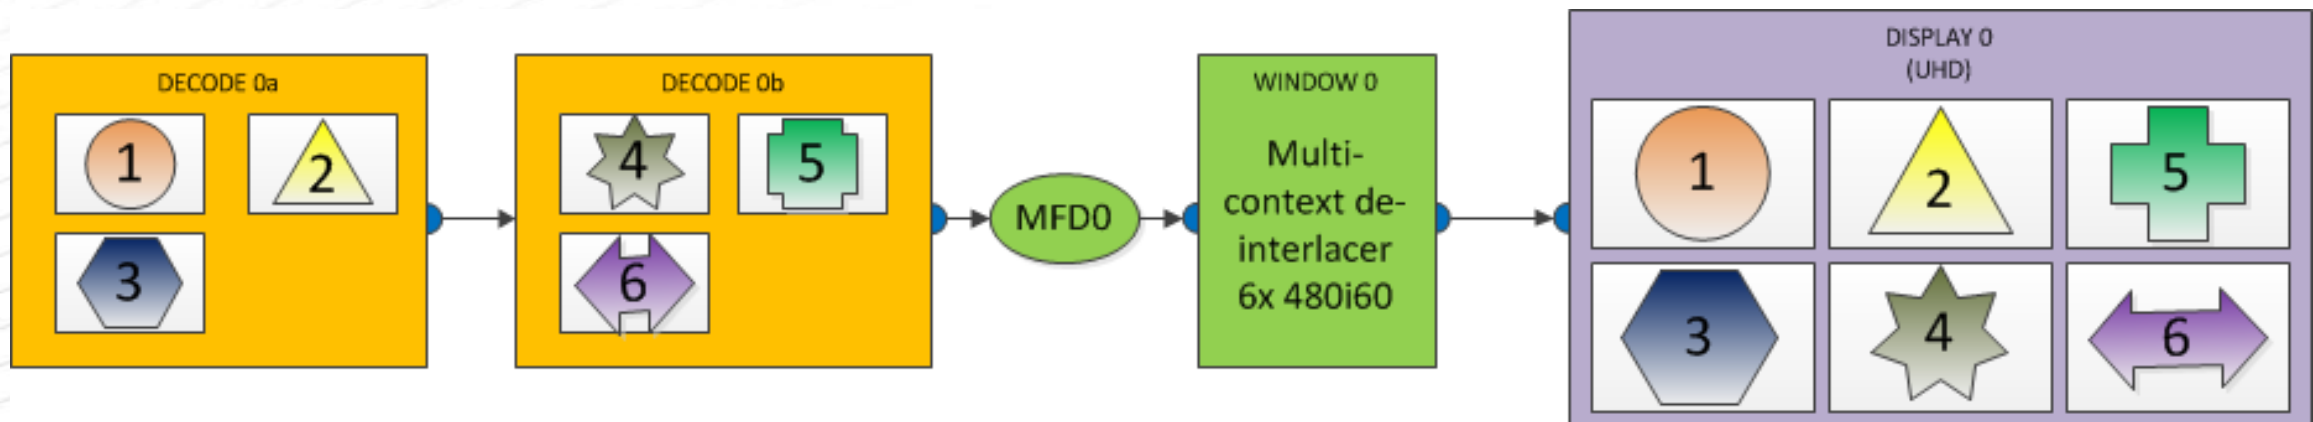 DECODE 0a
1
2
3
DECODE 0b
4
5
6
MFD0
WINDOW 0
Multi-
context de-
interlacer
6x 480i60
DISPLAY 0
(UHD)
1
2
5
3
4
6